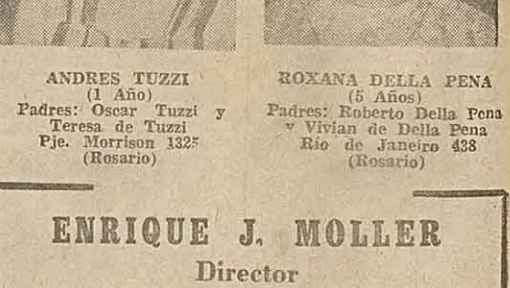 ANDRES TUZZI
(1 Año)
Padres: Oscar Tuzzi y
Teresa de Tuzzi
Pje. Morrison 1325
(Rosario)
ROXANA DELLA PENA
(5 Años)
Padres: Roberto Della Pena
y Vivian de Della Pena
Río de Janeiro 438
(Rosario)
ENRIQUE J. MOLLER
Director